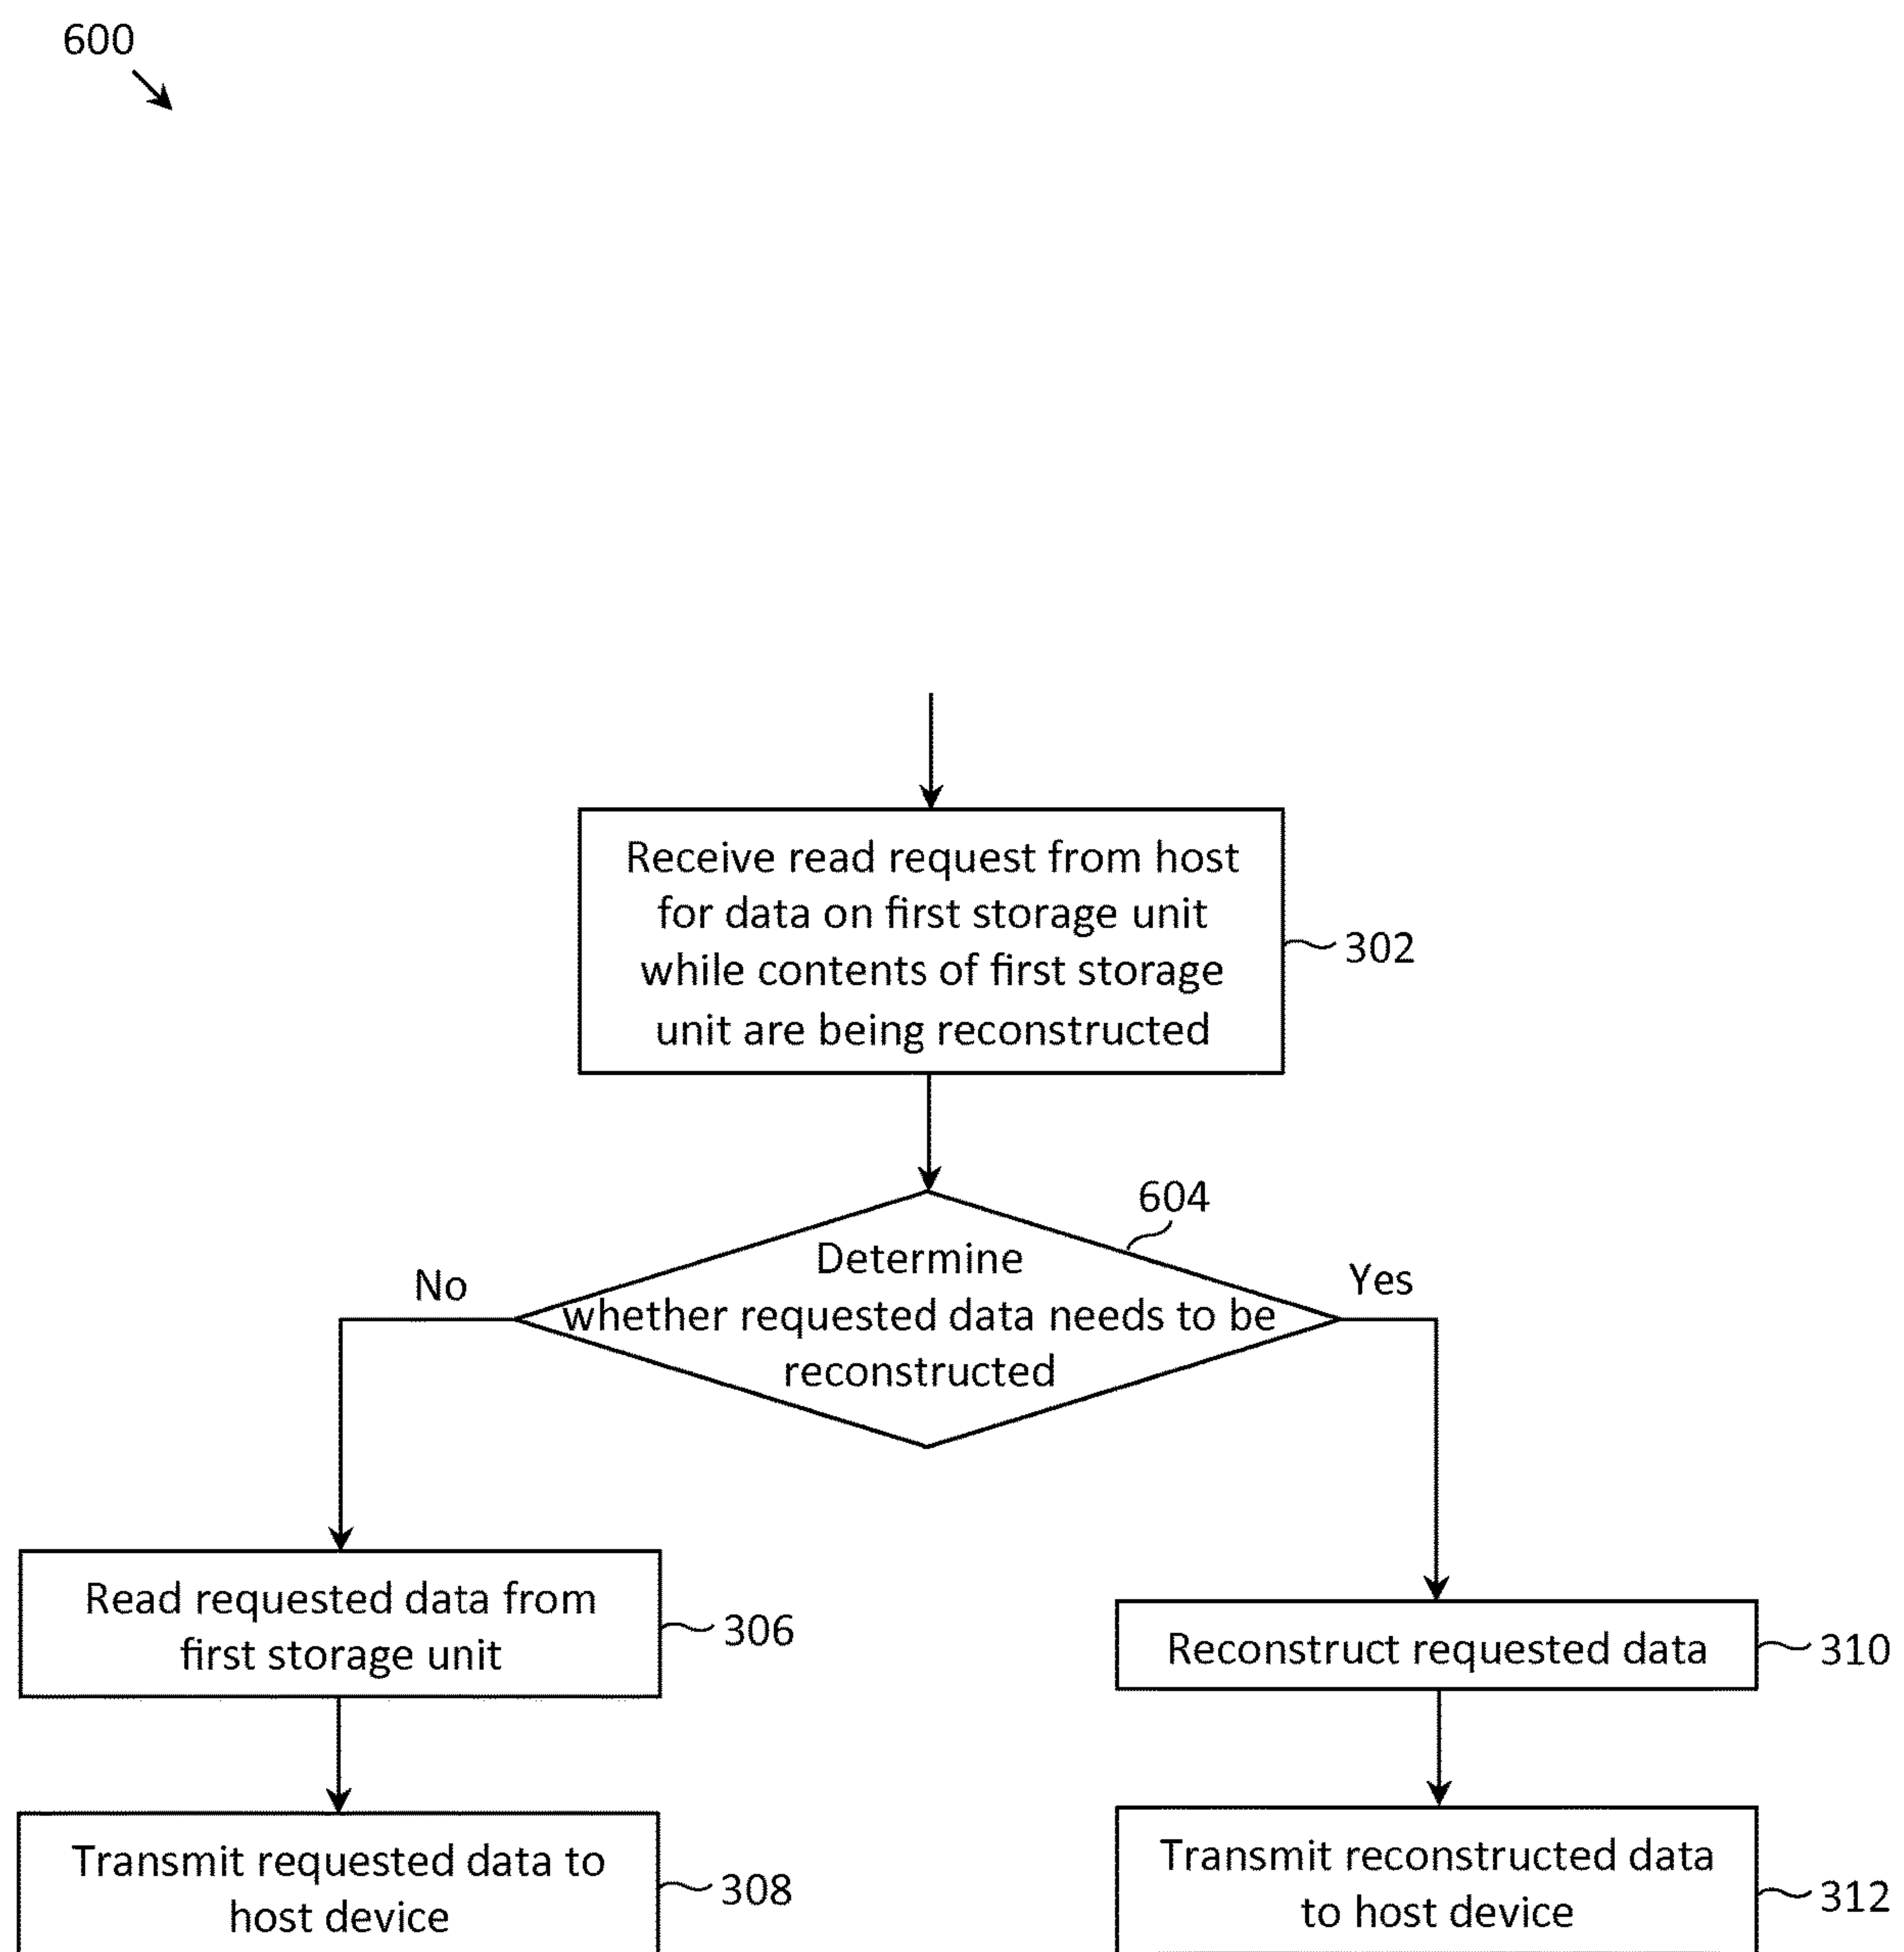 600
Receive read request from host
for data on first storage unit
while contents of first storage
unit are being reconstructed
302
604
Determine
whether requested data needs to be
reconstructed
No
Yes
Read requested data from
first storage unit
306
Reconstruct requested data
310
Transmit requested data to
host device
308
Transmit reconstructed data
to host device
312